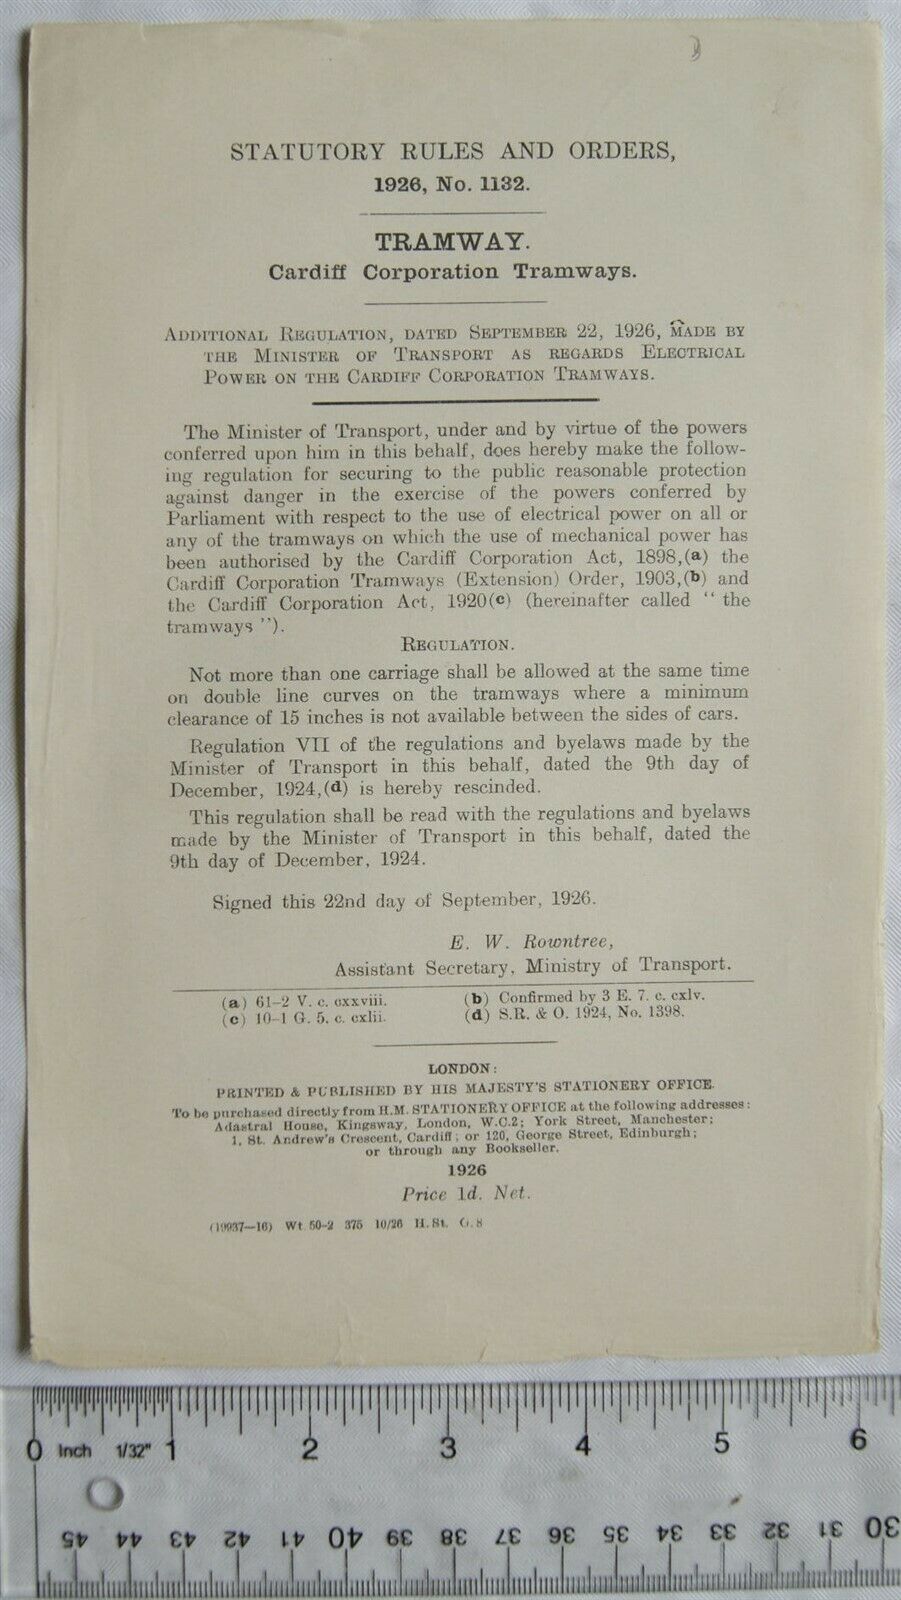 STATUTORY RULES AND ORDERS,
1926, No. 1132.
TRAMWAY.
Cardiff Corporation Tramways.
ADDITIONAL REGULATION, DATED SEPTEMBER 22, 1926, MADE BY
THE MINISTER OF TRANSPORT AS REGARDS ELECTRICAL
POWER ON THE CARDIFF CORPORATION TRAMWAYS.
The Minister of Transport, under and by virtue of the powers
conferred upon him in this behalf, does hereby make the follow-
ing regulation for securing to the public reasonable protection
against danger in the exercise of the powers conferred by
Parliament with respect to the use of electrical power on all or
any of the tramways on which the use of mechanical power has
been authorised by the Cardiff Corporation Act, 1898,(a) the
Cardiff Corporation Tramways (Extension) Order, 1903,(b) and
the Cardiff Corporation Act, 1920(c) (hereinafter called " the
tramways ").
REGULATION.
Not more than one carriage shall be allowed at the same time
on double line curves on the tramways where a minimum
clearance of 15 inches is not available between the sides of cars.
Regulation VII of the regulations and byelaws made by the
Minister of Transport in this behalf, dated the 9th day of
December, 1924,(d) is hereby rescinded.
This regulation shall be read with the regulations and byelaws
made by the Minister of Transport in this behalf, dated the
9th day of December, 1924.
Signed this 22nd day of September, 1926.
E. W. Rowntree,
Assistant Secretary, Ministry of Transport.
(a) 61-2 V. c. cxxviii. (b) Confirmed by 3 E. 7. c. cxlv.
(c) 10-1 G. 5. c. cxlii. (d) S.R. & O. 1924, No. 1398.
LONDON:
PRINTED & PUBLISHED BY HIS MAJESTY'S STATIONERY OFFICE.
To be purchased directly from H.M. STATIONERY OFFICE at the following addresses:
Adastral House, Kingsway, London, W.C.2; York Street, Manchester;
1, St. Andrew's Crescent, Cardiff; or 120, George Street, Edinburgh;
or through any Bookseller.
1926
Price 1d. Net.
(19937—16) Wt 50-2 375 10/26 H.St. G.8
0 Inch 1/32" 1 2 3 4 5 6
45 44 43 42 41 40 39 38 37 36 35 34 33 32 31 30